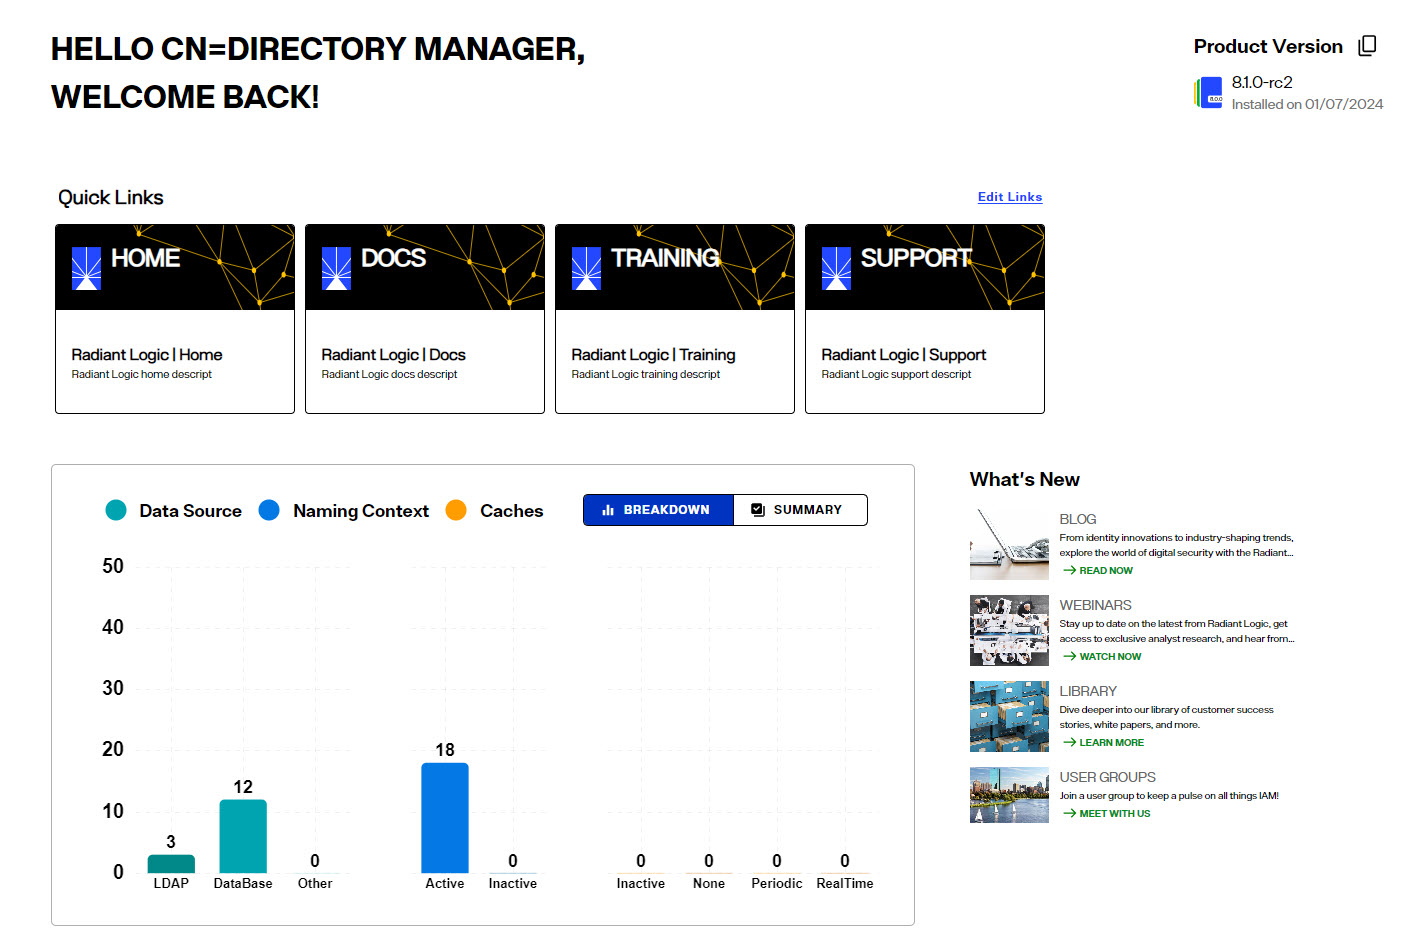 HELLO CN=DIRECTORY MANAGER,
WELCOME BACK!
Product Version
8.0.0
8.1.0-rc2
Installed on 01/07/2024
Quick Links
Edit Links
HOME
Radiant Logic | Home
Radiant Logic home descript
DOCS
Radiant Logic | Docs
Radiant Logic docs descript
TRAINING
Radiant Logic | Training
Radiant Logic training descript
SUPPORT
Radiant Logic | Support
Radiant Logic support descript
Data Source
Naming Context
Caches
BREAKDOWN
SUMMARY
50
40
30
20
10
0
3
12
0
18
0
0
0
0
0
LDAP
DataBase
Other
Active
Inactive
Inactive
None
Periodic
RealTime
What's New
BLOG
From identity innovations to industry-shaping trends,
explore the world of digital security with the Radiant...
READ NOW
WEBINARS
Stay up to date on the latest from Radiant Logic, get
access to exclusive analyst research, and hear from...
WATCH NOW
LIBRARY
Dive deeper into our library of customer success
stories, white papers, and more.
LEARN MORE
USER GROUPS
Join a user group to keep a pulse on all things IAM!
MEET WITH US